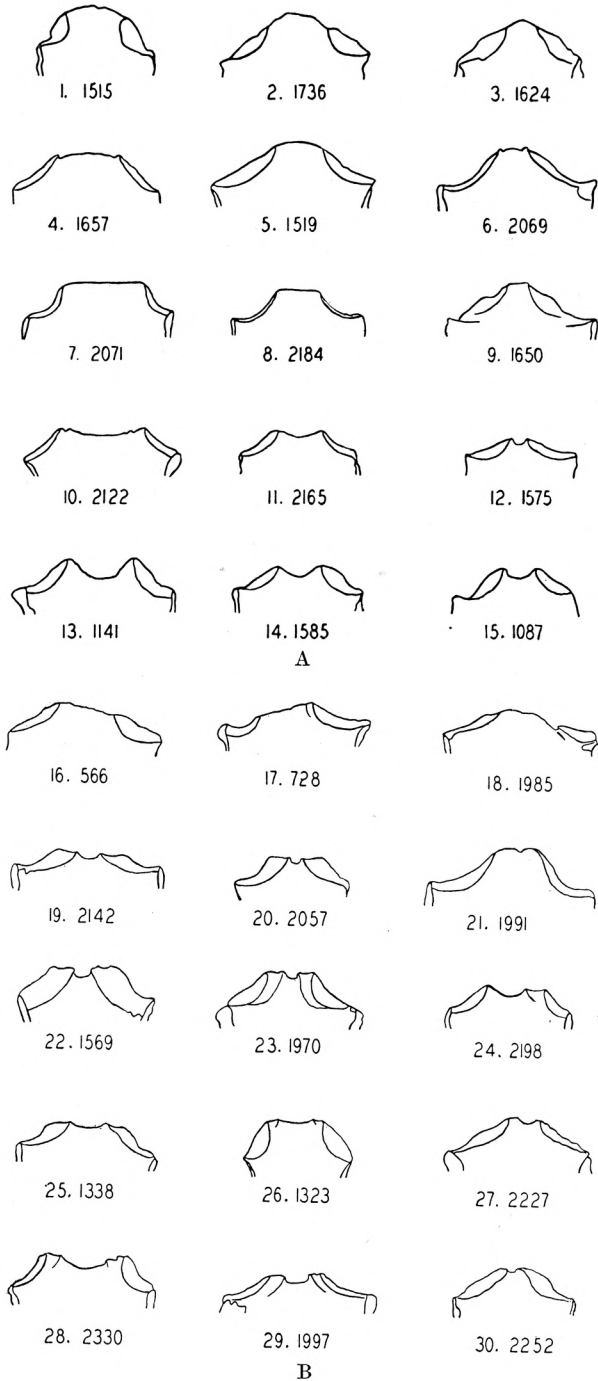 1. 1515 2. 1736 3. 1624
4. 1657 5. 1519 6. 2069
7. 2071 8. 2184 9. 1650
10. 2122 11. 2165 12. 1575
13. 1141 14. 1585 15. 1087
A
16. 566 17. 728 18. 1985
19. 2142 20. 2057 21. 1991
22. 1569 23. 1970 24. 2198
25. 1338 26. 1323 27. 2227
28. 2330 29. 1997 30. 2252
B